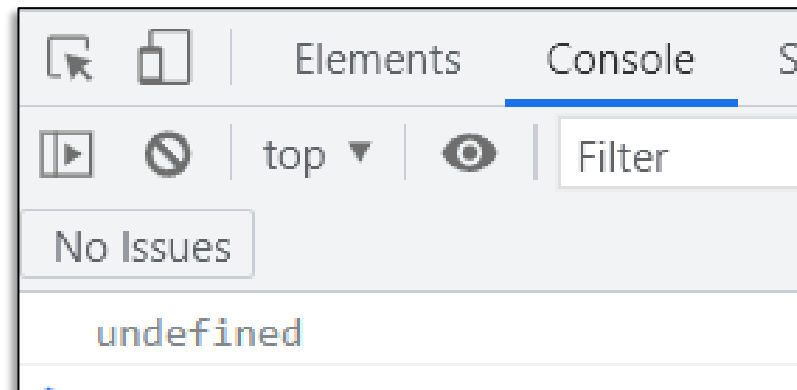 Elements Console S
top Filter
No Issues
undefined